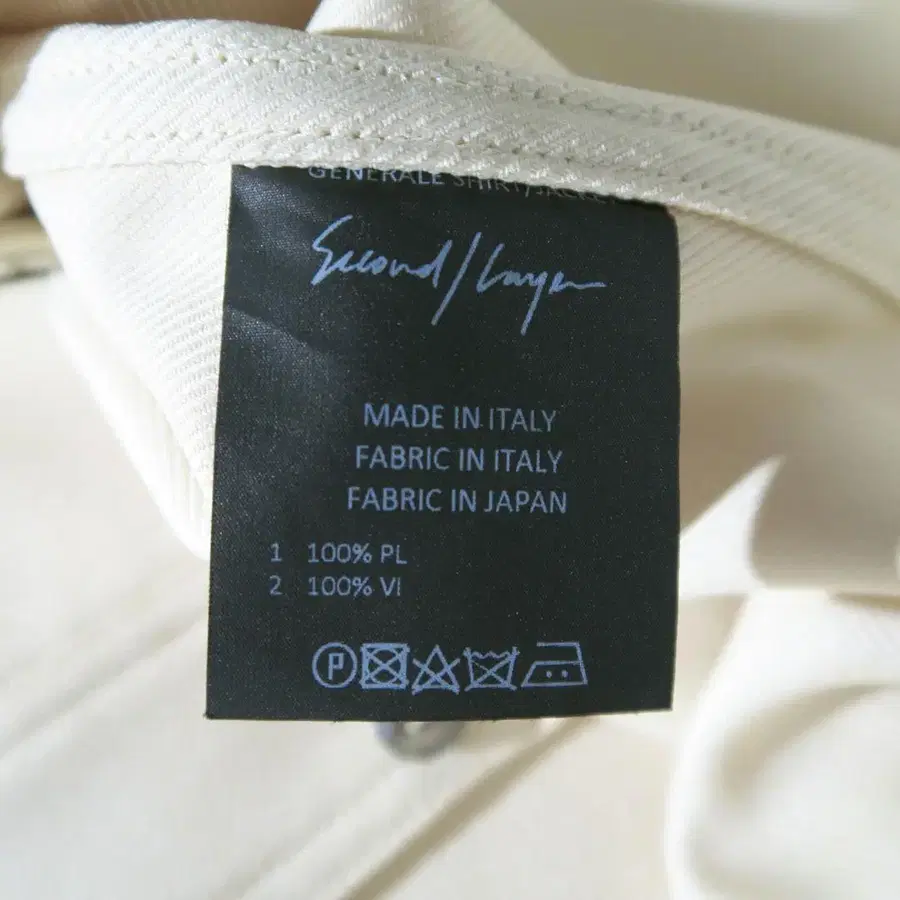 GENERALE SHIRT/JACKET
Second/Layer
MADE IN ITALY
FABRIC IN ITALY
FABRIC IN JAPAN
1 100% PL
2 100% VI
P